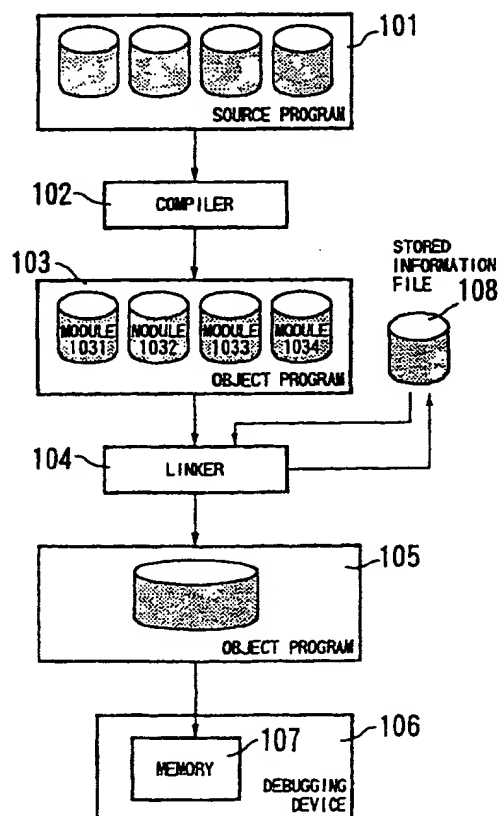 101
SOURCE PROGRAM
102
COMPILER
103
STORED
INFORMATION
FILE
108
MODULE
1031
NODULE
1032
MODULE
1033
MODULE
1034
OBJECT PROGRAM
104
LINKER
105
OBJECT PROGRAM
106
107
MEMORY
DEBUGGING
DEVICE